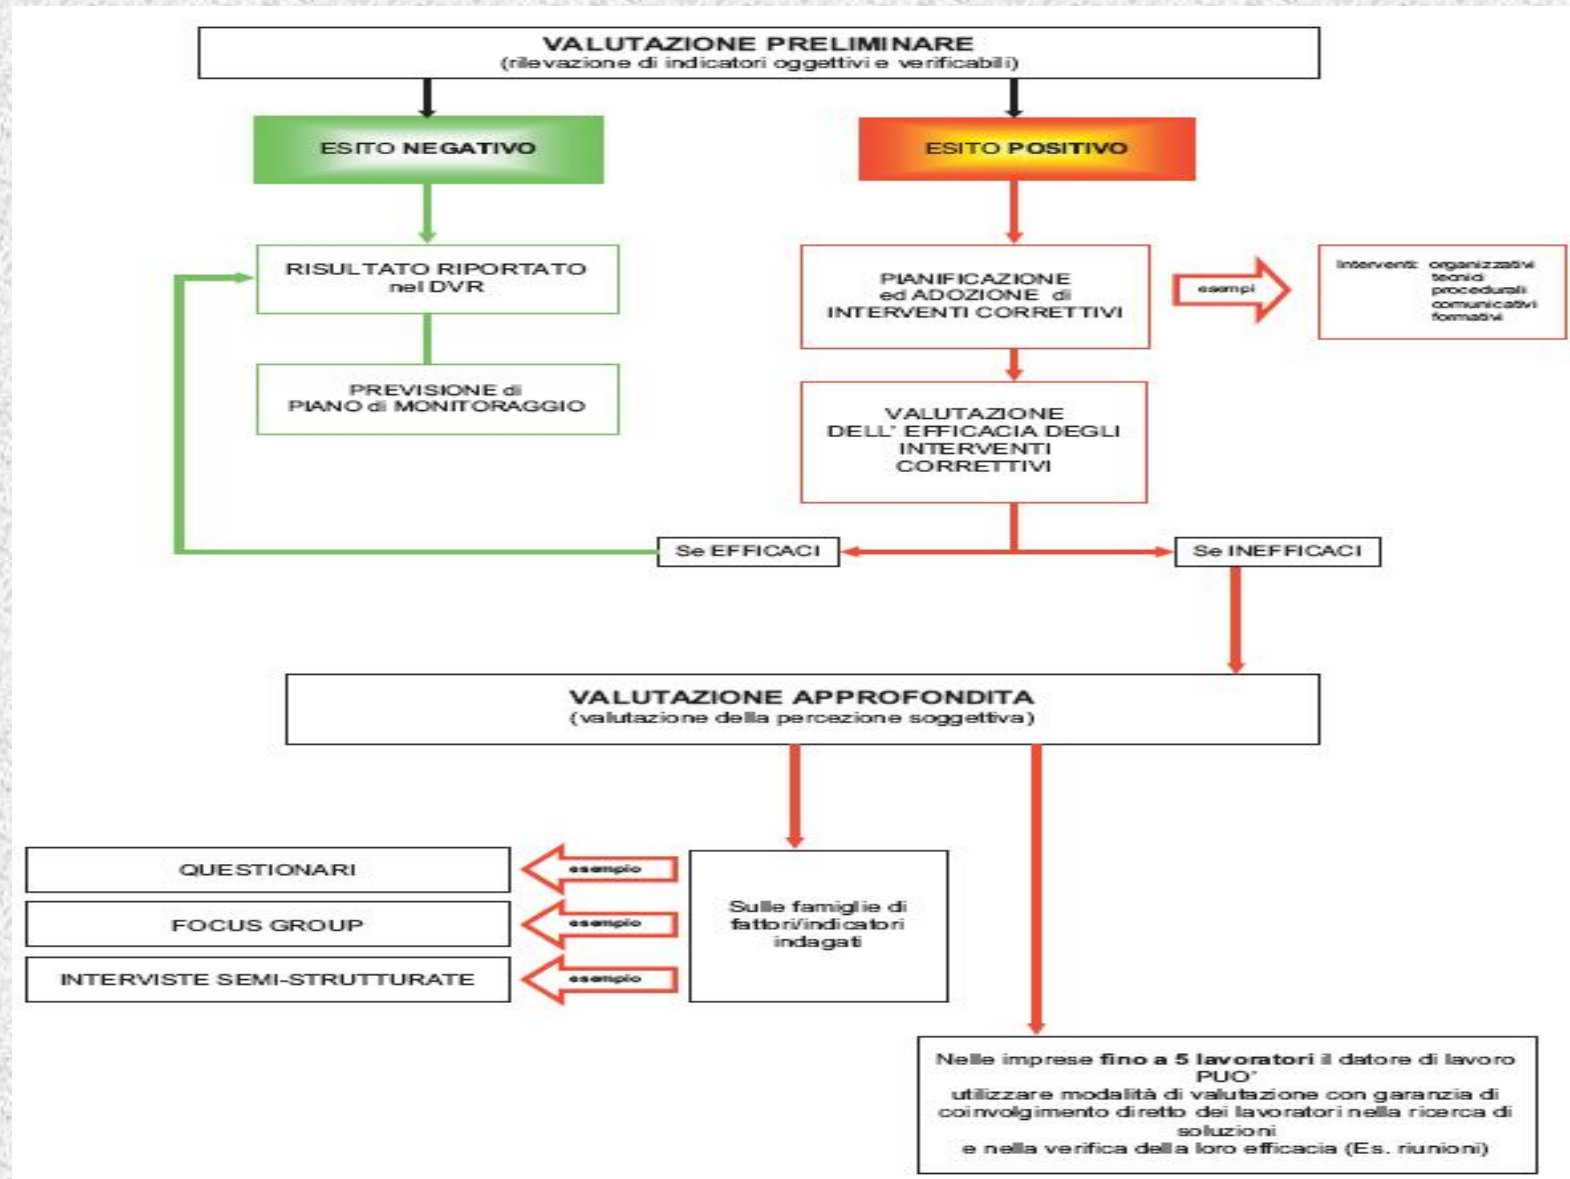 VALUTAZIONE PRELIMINARE
(rilevazione di indicatori oggettivi e verificabili)
ESITO NEGATIVO
ESITO POSITIVO
RISULTATO RIPORTATO
nel DVR
PIANIFICAZIONE
ed ADOZIONE di
INTERVENTI CORRETTIVI
esempi
Interventi: organizzativi
tecnici
procedurali
comunicativi
formativi
PREVISIONE di
PIANO di MONITORAGGIO
VALUTAZIONE
DELL' EFFICACIA DEGLI
INTERVENTI
CORRETTIVI
Se EFFICACI
Se INEFFICACI
VALUTAZIONE APPROFONDITA
(valutazione della percezione soggettiva)
QUESTIONARI
esempio
FOCUS GROUP
esempio
INTERVISTE SEMI-STRUTTURATE
esempio
Sulle famiglie di
fattori/indicatori
indagati
Nelle imprese fino a 5 lavoratori il datore di lavoro
PUO'
utilizzare modalità di valutazione con garanzia di
coinvolgimento diretto dei lavoratori nella ricerca di
soluzioni
e nella verifica della loro efficacia (Es. riunioni)